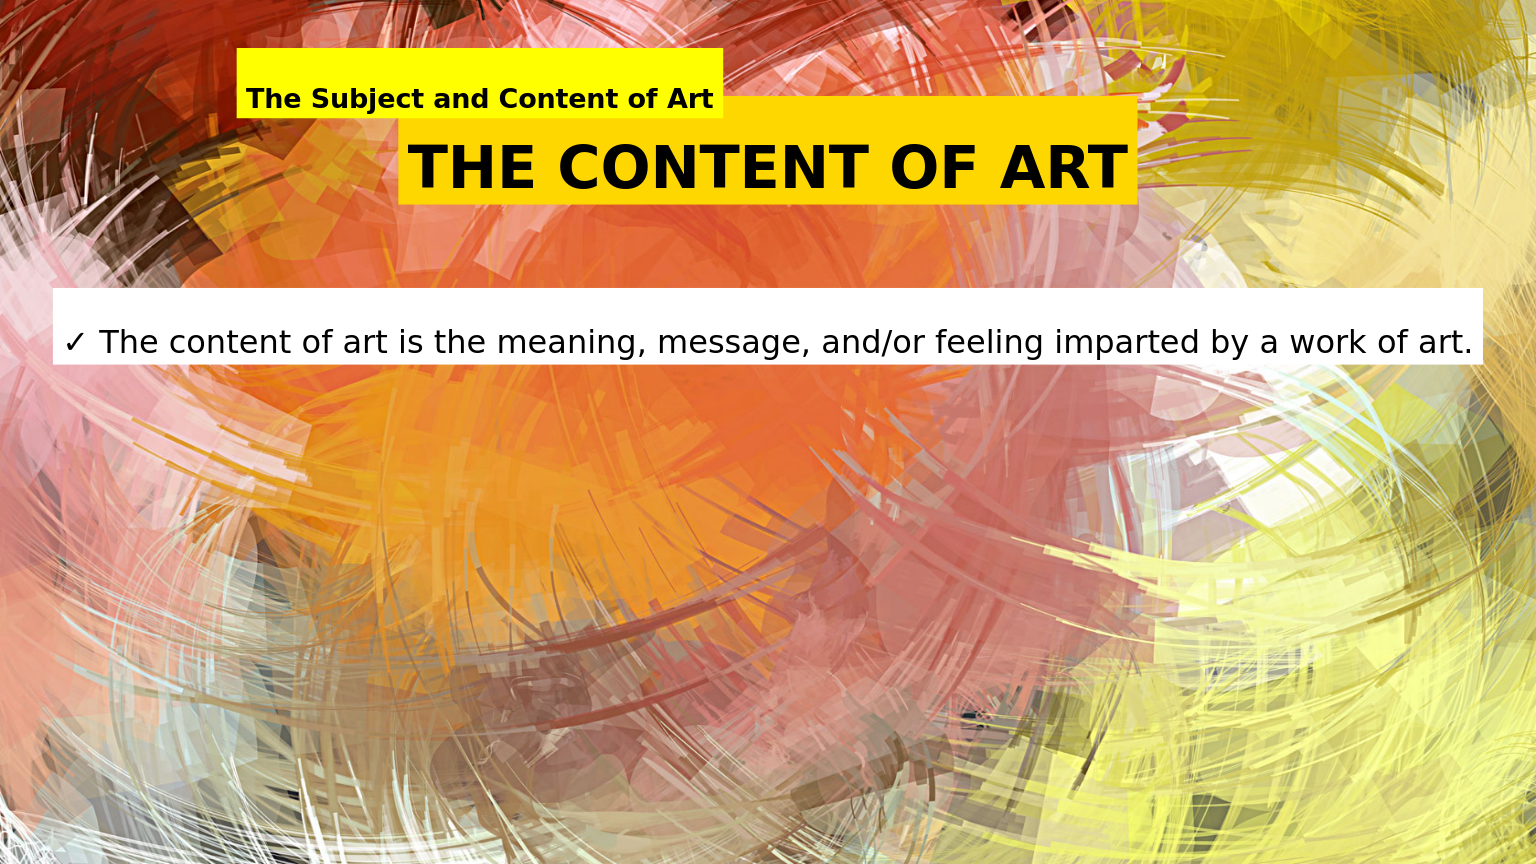 The Subject and Content of Art
THE CONTENT OF ART
✓ The content of art is the meaning, message, and/or feeling imparted by a work of art.